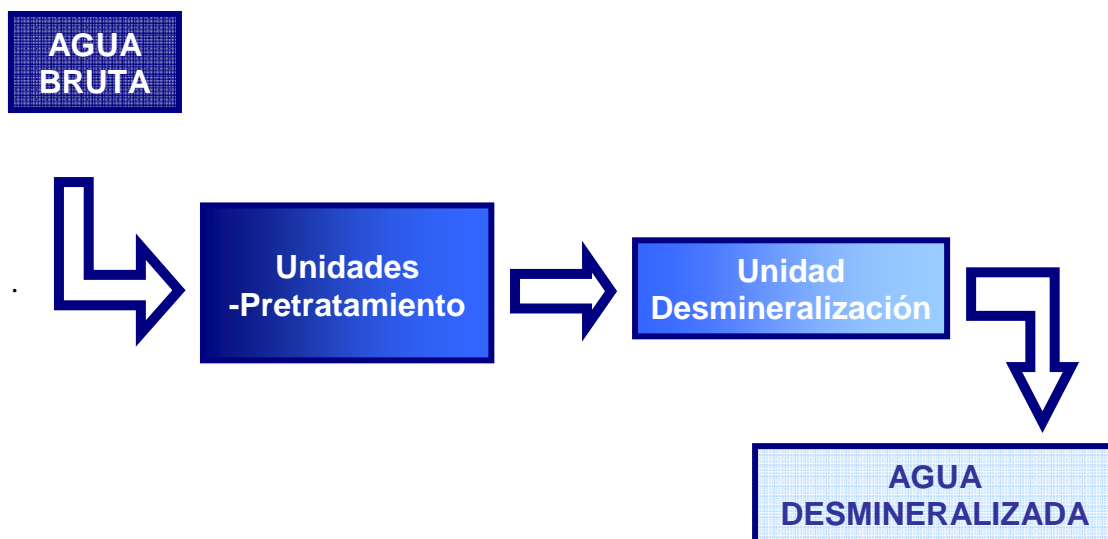 AGUA
BRUTA
Unidades
-Pretratamiento
Unidad
Desmineralización
.
AGUA
DESMINERALIZADA